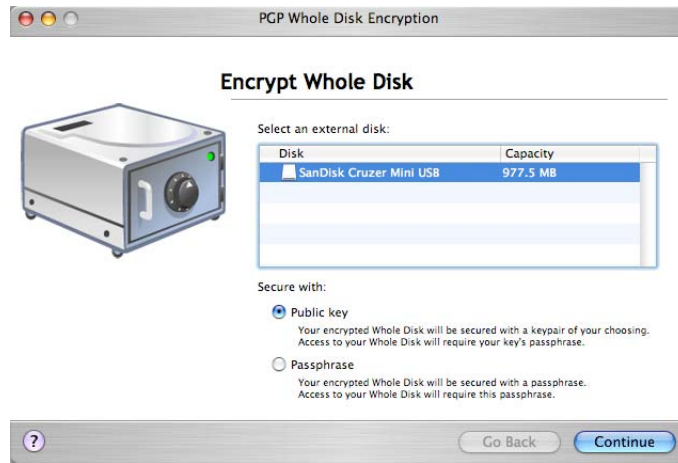 PGP Whole Disk Encryption
Encrypt Whole Disk
Select an external disk:
Disk Capacity
SanDisk Cruzer Mini USB 977.5 MB
Secure with:
Public key
Your encrypted Whole Disk will be secured with a keypair of your choosing.
Access to your Whole Disk will require your key's passphrase.
Passphrase
Your encrypted Whole Disk will be secured with a passphrase.
Access to your Whole Disk will require this passphrase.
? Go Back Continue